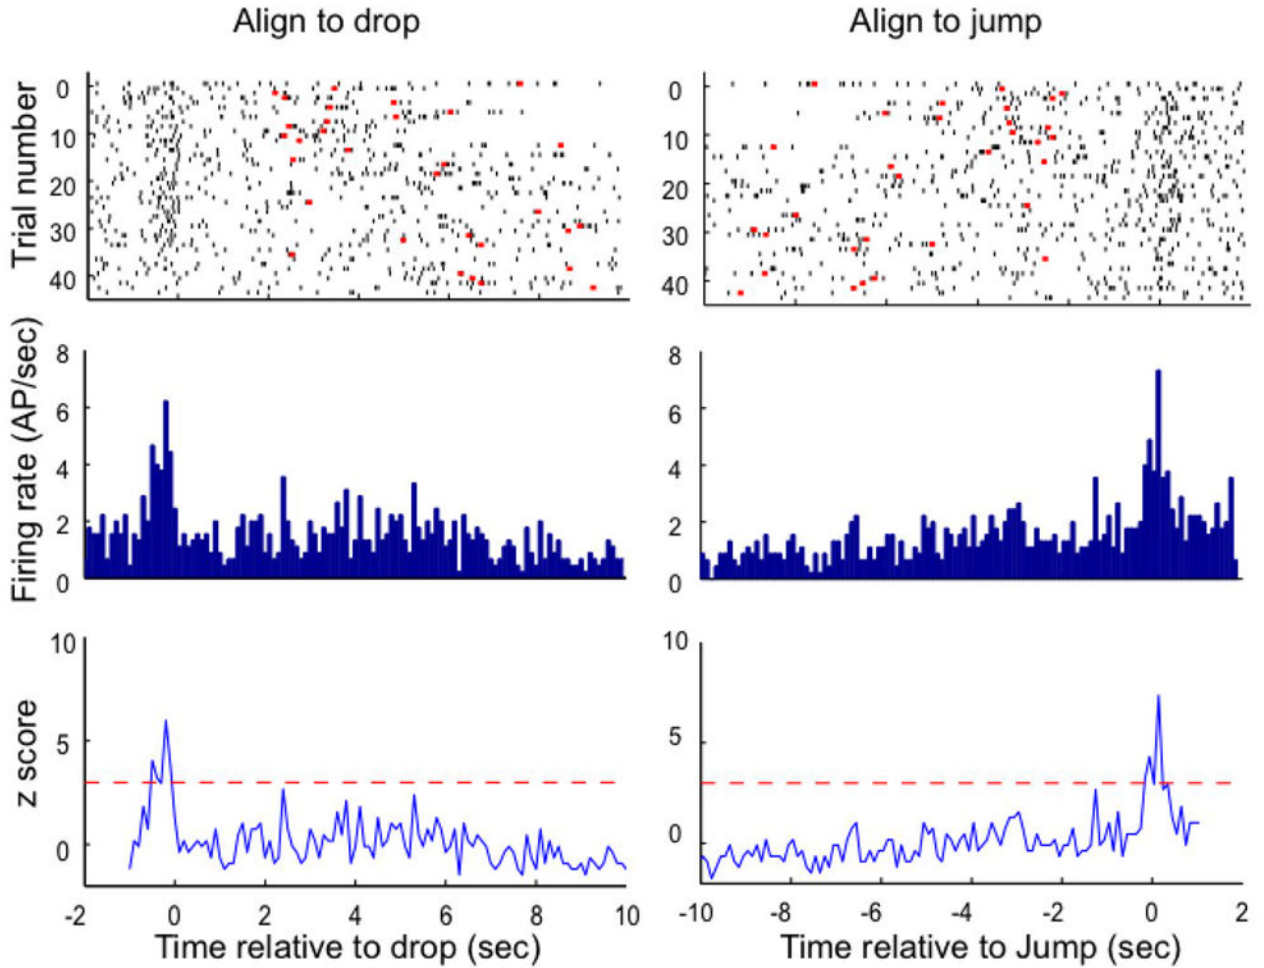 Align to drop
Align to jump
Trial number
0
10
20
30
40
0
10
20
30
40
Firing rate (AP/sec)
8
6
4
2
0
8
6
4
2
0
z score
10
5
0
10
5
0
-2 0 2 4 6 8 10
-10 -8 -6 -4 -2 0 2
Time relative to drop (sec)
Time relative to Jump (sec)